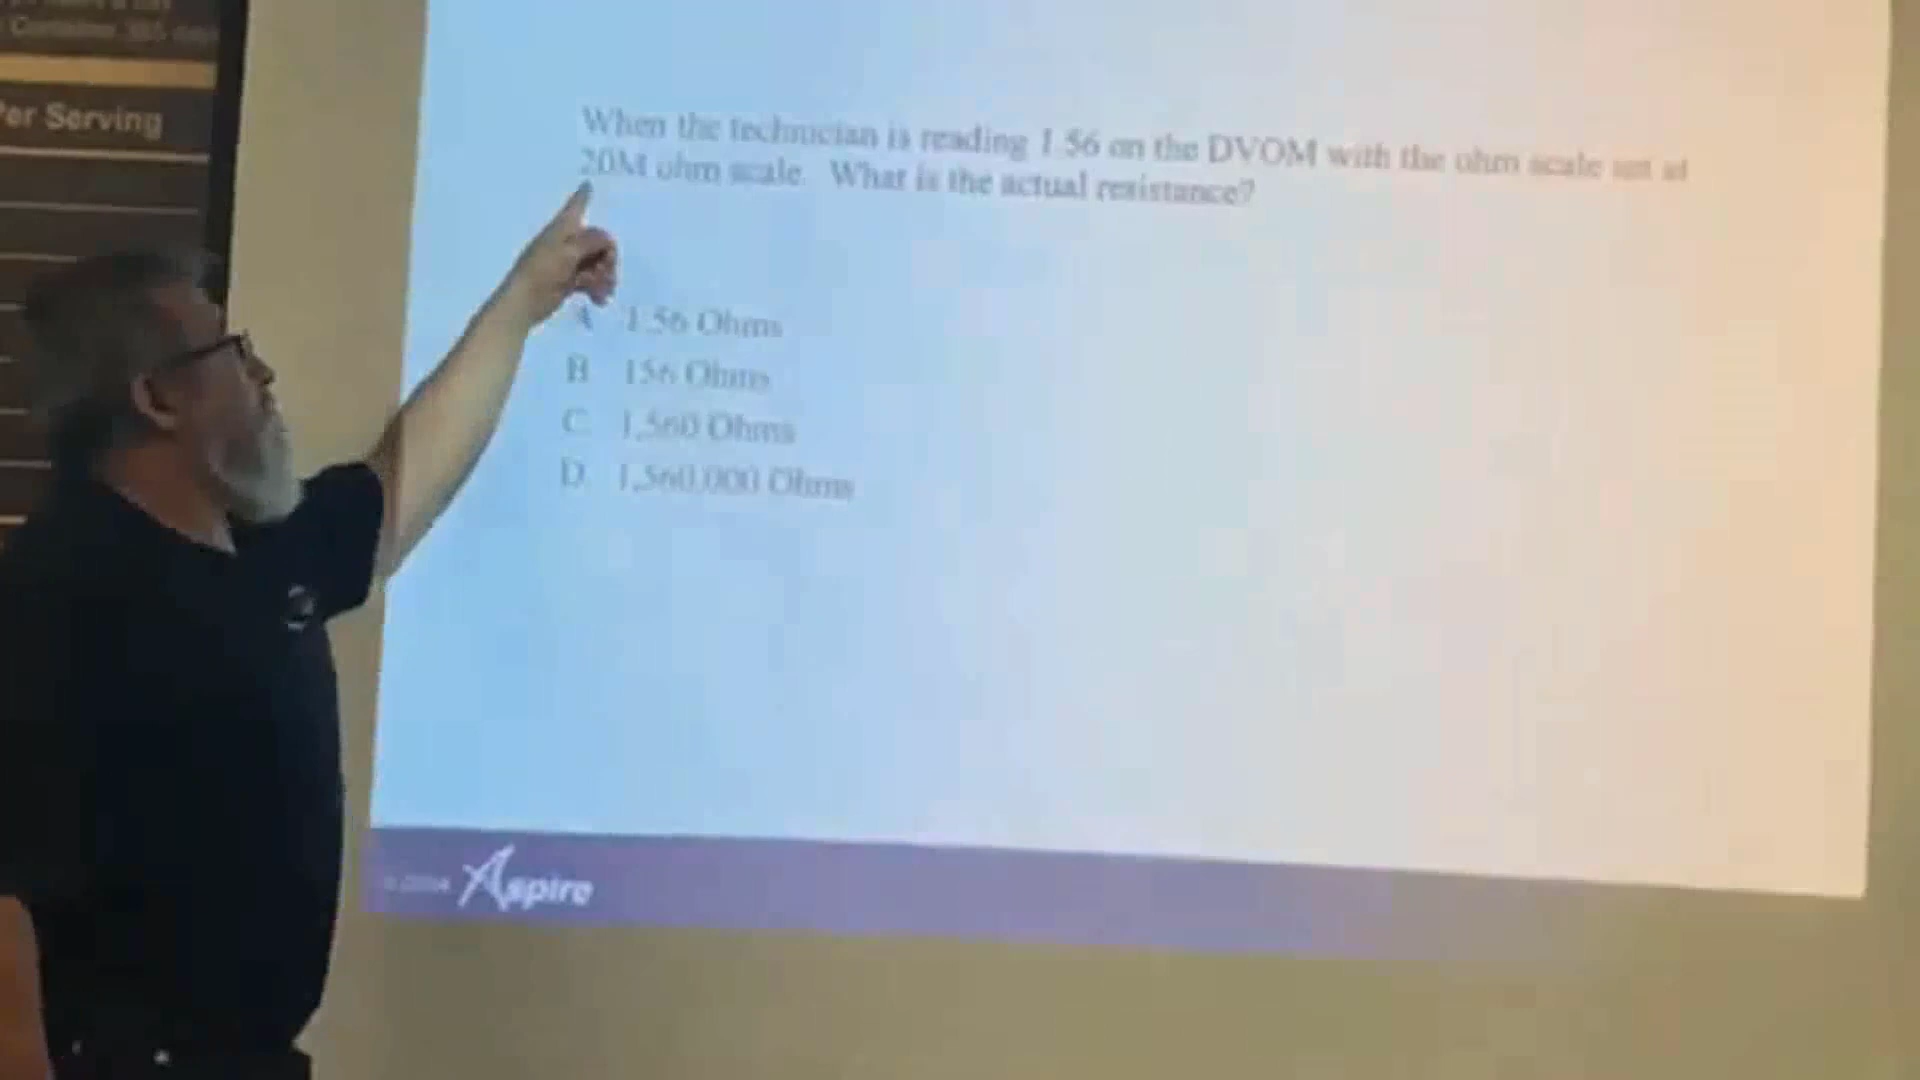 Per Serving
When the technician is reading 1.56 on the DVOM with the ohm scale set at
20M ohm scale. What is the actual resistance?
A 1.56 Ohms
B 156 Ohms
C. 1,560 Ohms
D. 1,560,000 Ohms
Aspire